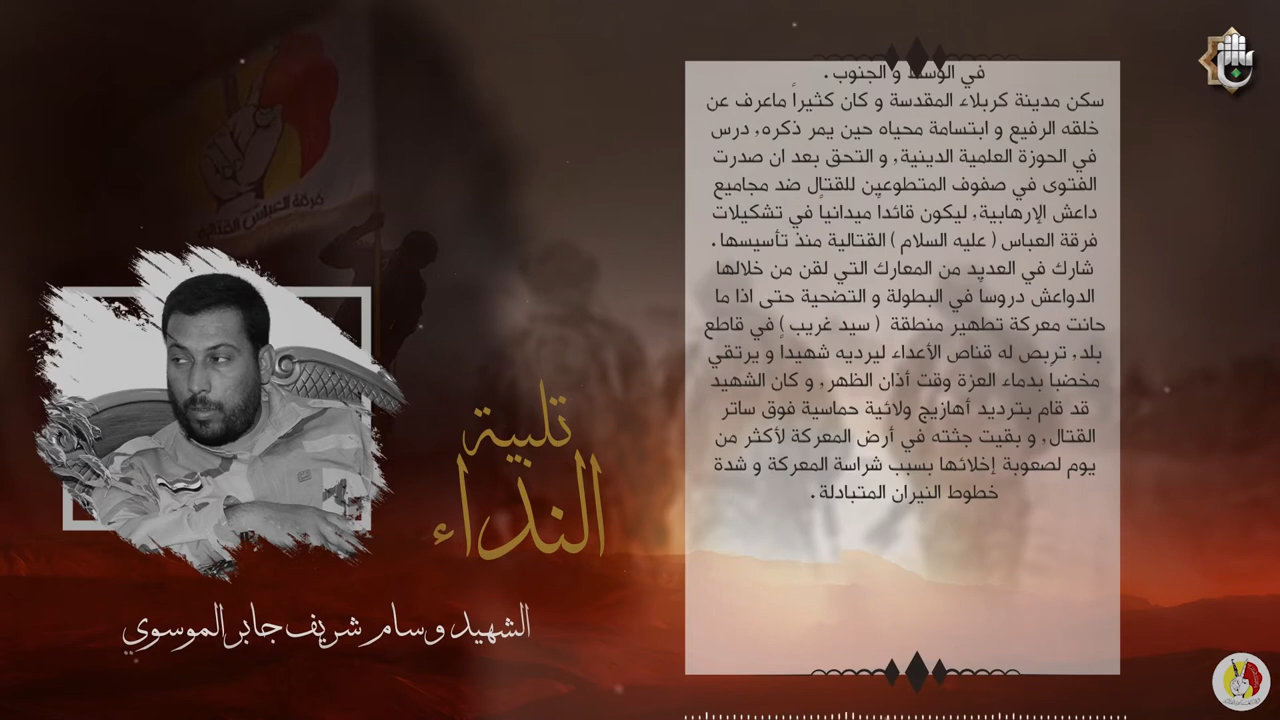 في الوسط و الجنوب .
سكن مدينة كربلاء المقدسة و كان كثيراً ماعرف عن
خلقه الرفيع و ابتسامة محياه حين يمر ذكره, درس
في الحوزة العلمية الدينية, و التحق بعد ان صدرت
الفتوى في صفوف المتطوعين للقتال ضد مجاميع
داعش الإرهابية, ليكون قائداً ميدانياً في تشكيلات
فرقة العباس ( عليه السلام ) القتالية منذ تأسيسها .
شارك في العديد من المعارك التي لقن من خلالها
الدواعش دروساً في البطولة و التضحية حتى اذا ما
حانت معركة تطهير منطقة ( سيد غريب ) في قاطع
بلد, تربص له قناص الأعداء ليرديه شهيداً و يرتقي
مخضبا بدماء العزة وقت أذان الظهر, و كان الشهيد
قد قام بترديد أهازيج ولائية حماسية فوق ساتر
القتال, و بقيت جثته في أرض المعركة لأكثر من
يوم لصعوبة إخلائها بسبب شراسة المعركة و شدة
خطوط النيران المتبادلة .
فرقة العباس القتالية
تلبية
النداء
الشهيد وسام شريف جابر الموسوي